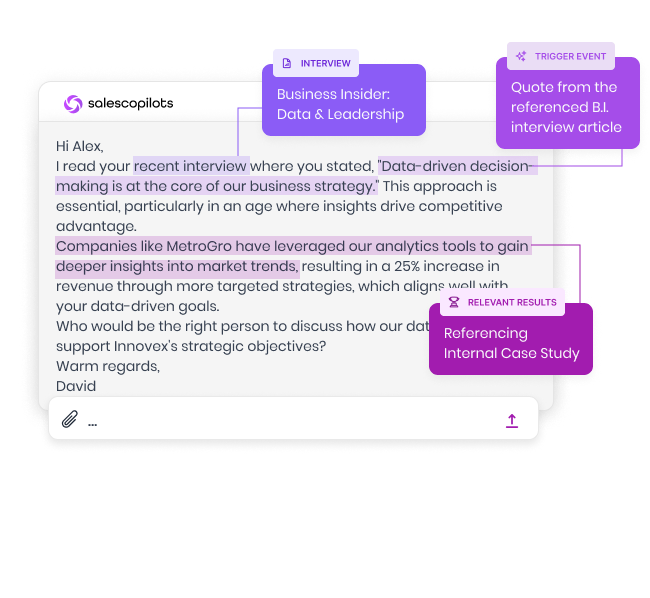 INTERVIEW
Business Insider:
Data & Leadership
TRIGGER EVENT
Quote from the
referenced B.I.
interview article
salescopilots
Hi Alex,
I read your recent interview where you stated, "Data-driven decision-
making is at the core of our business strategy." This approach is
essential, particularly in an age where insights drive competitive
advantage.
Companies like MetroGro have leveraged our analytics tools to gain
deeper insights into market trends, resulting in a 25% increase in
revenue through more targeted strategies, which aligns well with
your data-driven goals.
RELEVANT RESULTS
Referencing
Internal Case Study
Who would be the right person to discuss how our
support Innovex's strategic objectives?
Warm regards,
David
...